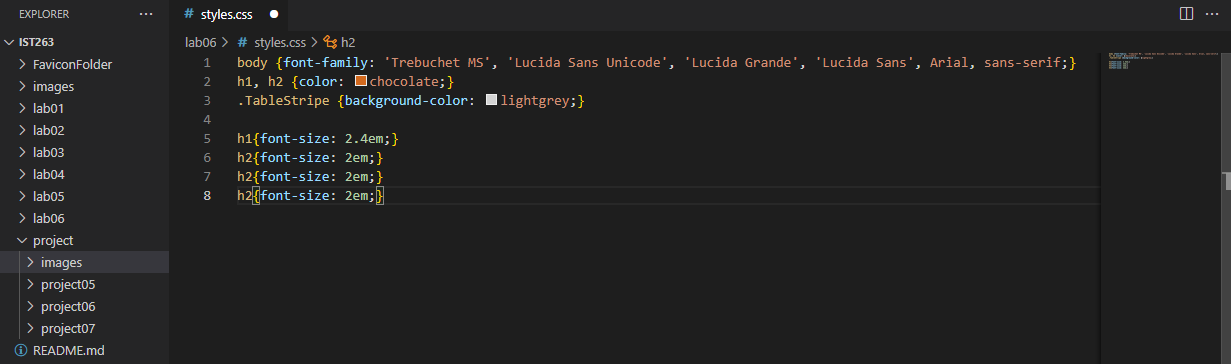 EXPLORER ···
IST263
FaviconFolder
images
lab01
lab02
lab03
lab04
lab05
lab06
project
images
project05
project06
project07
README.md
# styles.css
lab06 > # styles.css > h2
1 body {font-family: 'Trebuchet MS', 'Lucida Sans Unicode', 'Lucida Grande', 'Lucida Sans', Arial, sans-serif;}
2 h1, h2 {color: chocolate;}
3 .TableStripe {background-color: lightgrey;}
4
5 h1{font-size: 2.4em;}
6 h2{font-size: 2em;}
7 h2{font-size: 2em;}
8 h2{font-size: 2em;}